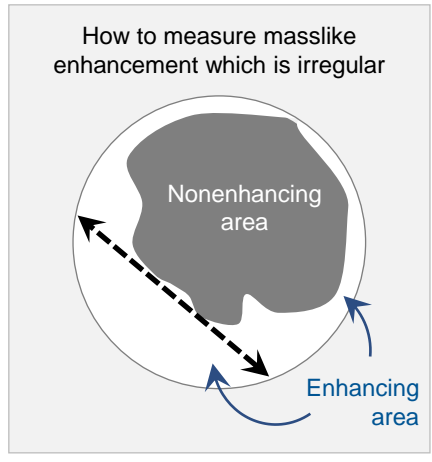 How to measure masslike
enhancement which is irregular
Nonenhancing
area
Enhancing
area